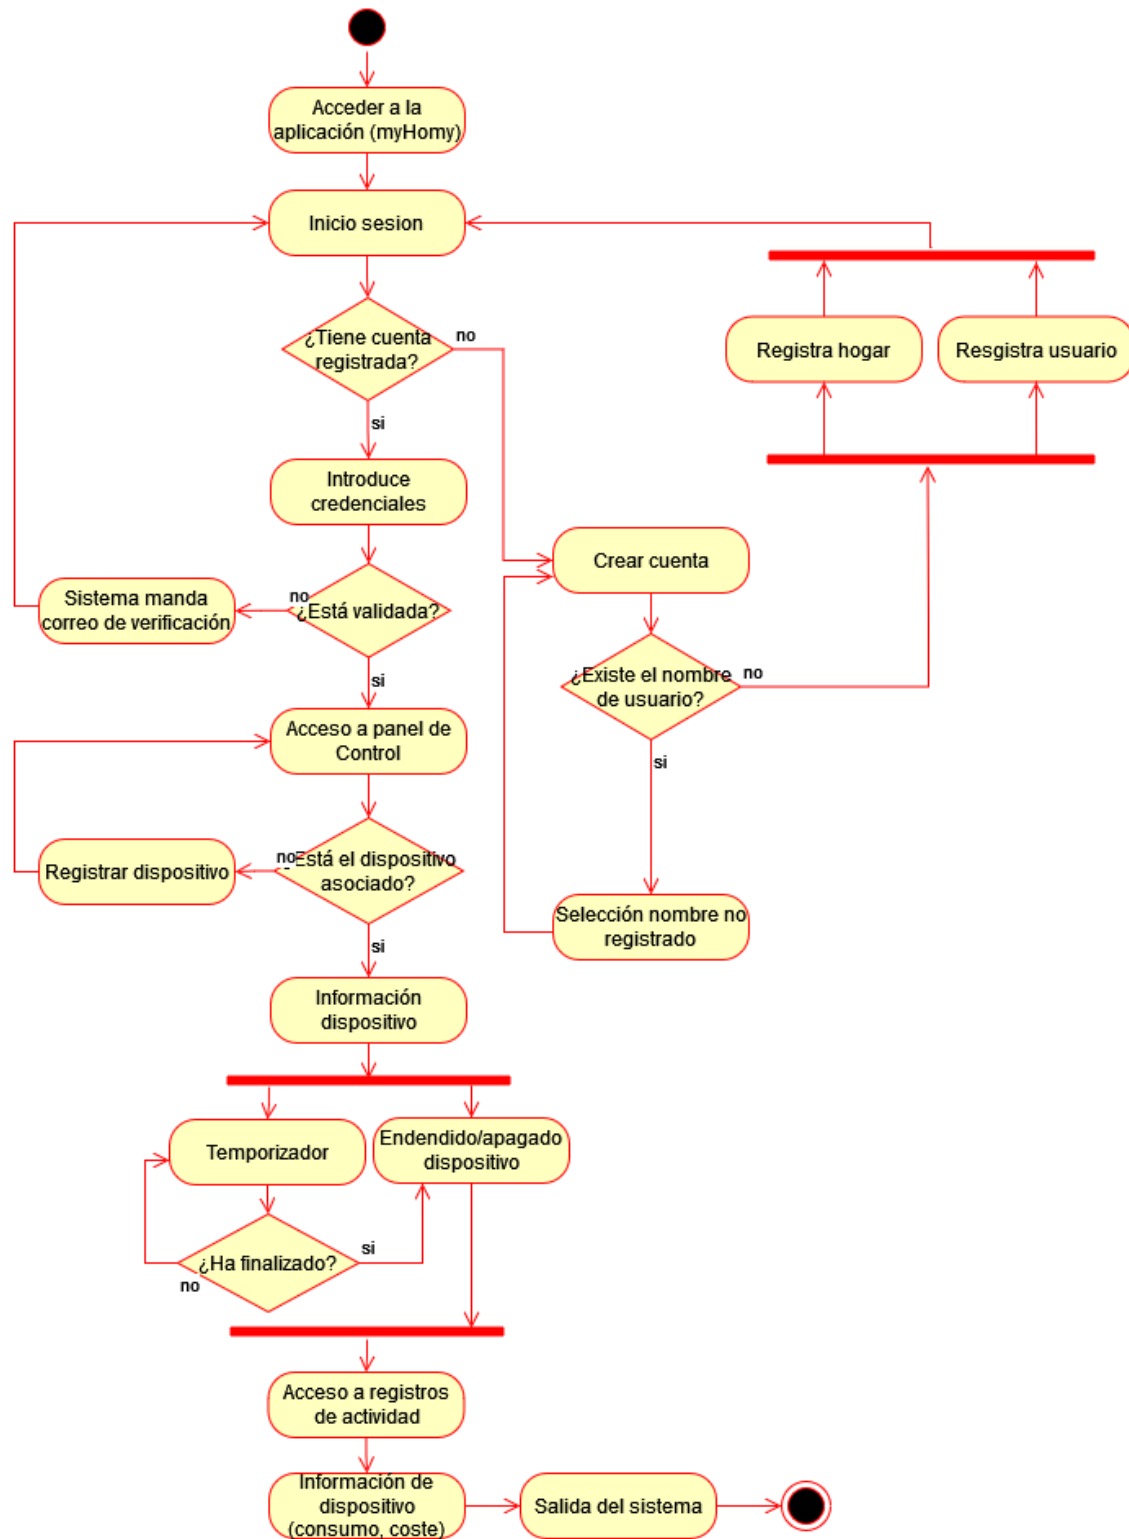 Acceder a la
aplicación (myHomy)
Inicio sesion
¿Tiene cuenta
registrada?
no
si
Registra hogar
Resgistra usuario
Introduce
credenciales
Crear cuenta
Sistema manda
correo de verificación
no
¿Está validada?
si
¿Existe el nombre
de usuario?
no
si
Acceso a panel de
Control
Registrar dispositivo
no
Está el dispositivo
asociado?
si
Selección nombre no
registrado
Información
dispositivo
Temporizador
Endendido/apagado
dispositivo
¿Ha finalizado?
si
no
Acceso a registros
de actividad
Información de
dispositivo
(consumo, coste)
Salida del sistema